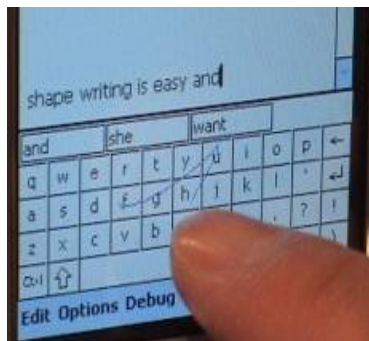 shape writing is easy and
and she want
q w e r t y u i o p ←
a s d f g h j k l ' ↵
z x c v b , ? !
Ctrl ⇧ )
Edit Options Debug